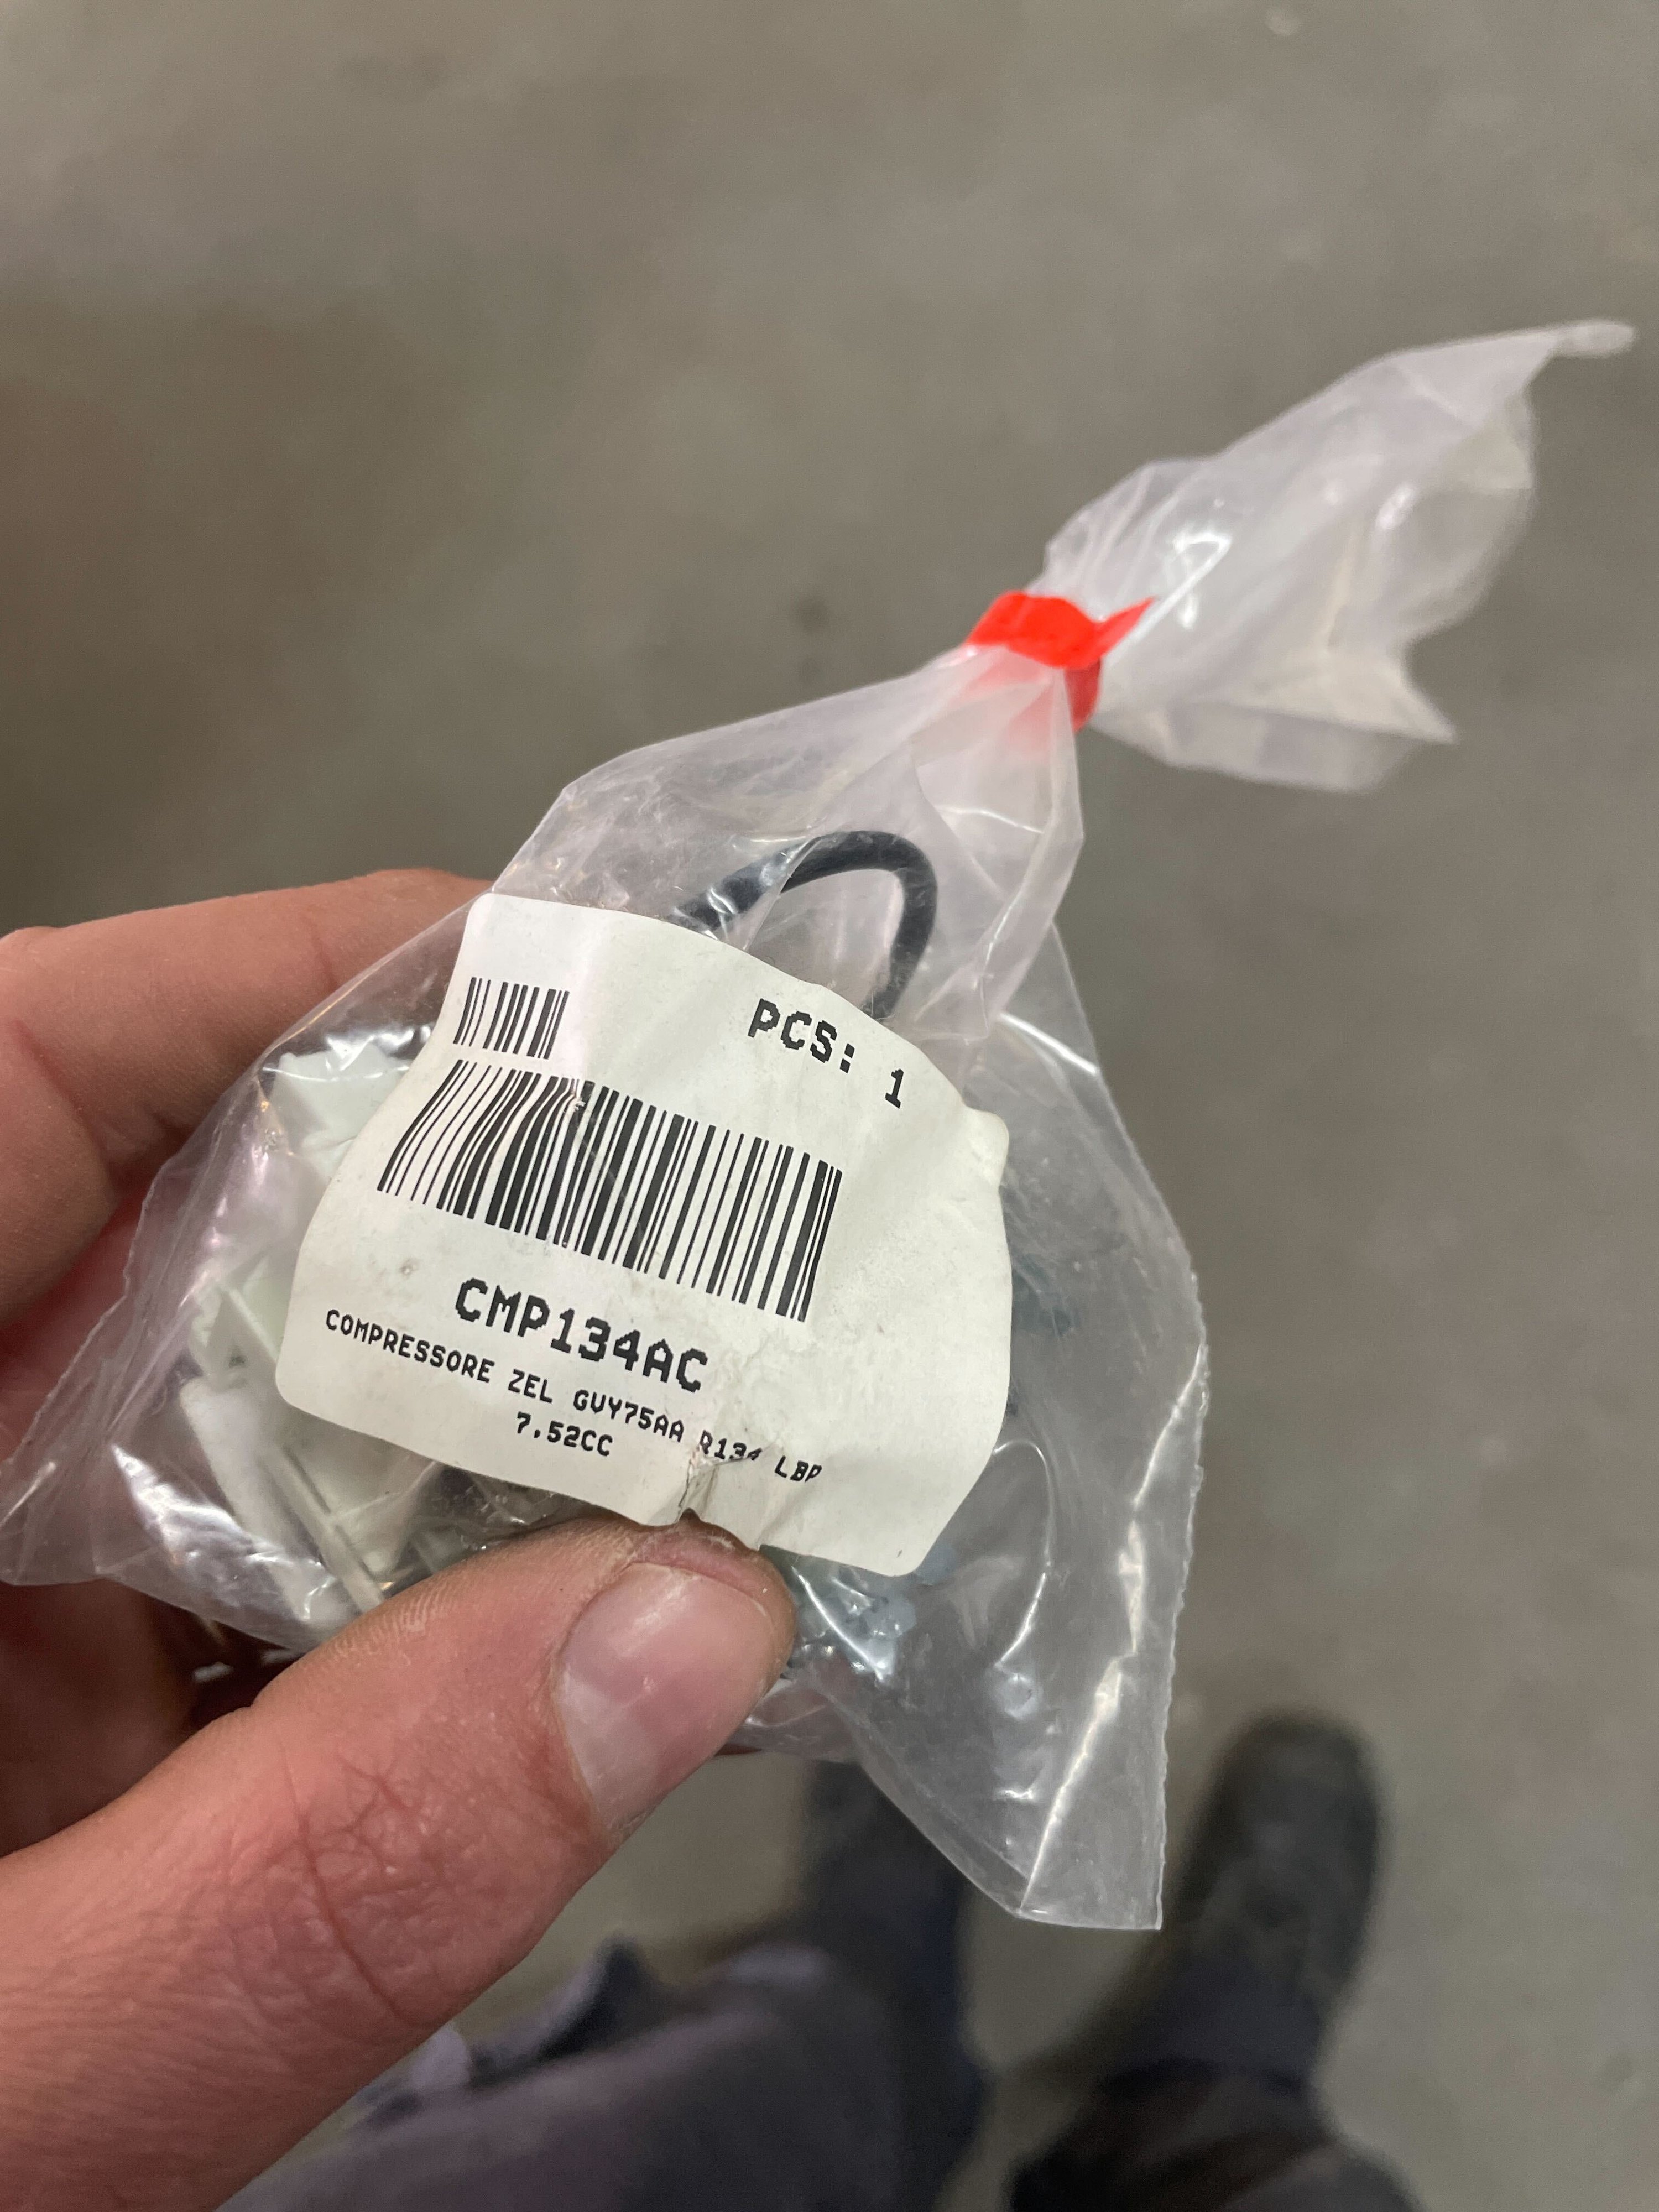 PCS: 1
CMP134AC
COMPRESSORE ZEL GVY75AA R134 LBP
7.52CC